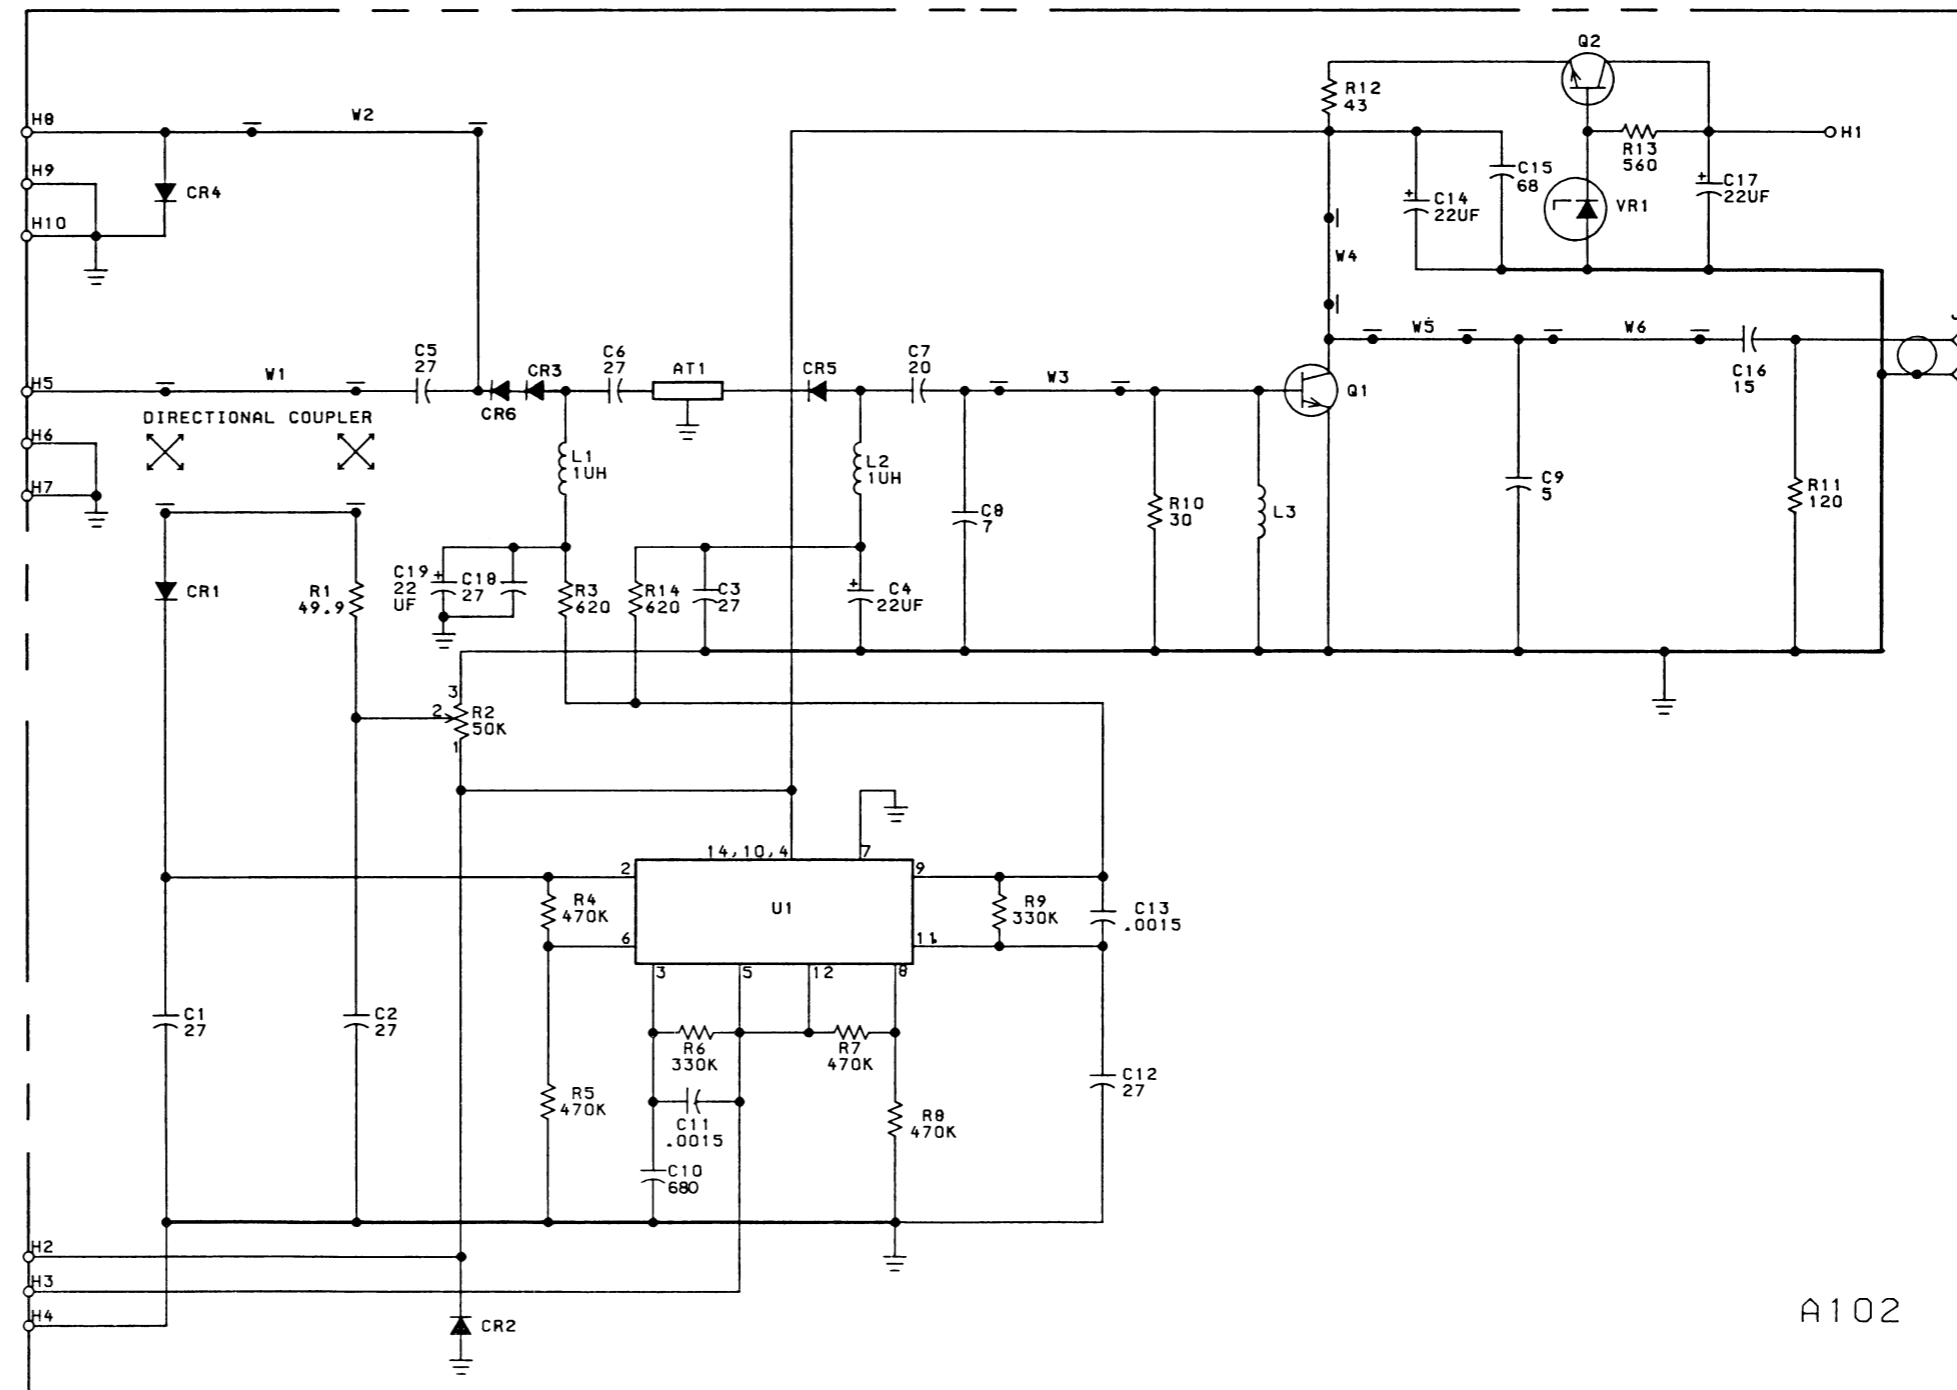 Q2
R12
43
H8
W2
H1
R13
560
C15
68
C17
22UF
+
H9
CR4
C14
22UF
+
VR1
H10
W4
W5
W6
C5
27
CR3
C6
27
AT1
CR5
C7
20
W3
C16
15
H5
W1
CR6
Q1
DIRECTIONAL COUPLER
H6
L1
1UH
L2
1UH
H7
C9
5
R11
120
C8
7
R10
30
L3
CR1
R1
49.9
C19
22
UF
+
C18
27
R3
620
R14
620
C3
27
C4
22UF
+
3
2
R2
50K
1
14,10,4
7
2
9
R4
470K
U1
R9
330K
C13
.0015
6
11
3
5
12
8
C1
27
C2
27
R6
330K
R7
470K
C12
27
R5
470K
C11
.0015
R8
470K
C10
680
H2
H3
H4
CR2
A102